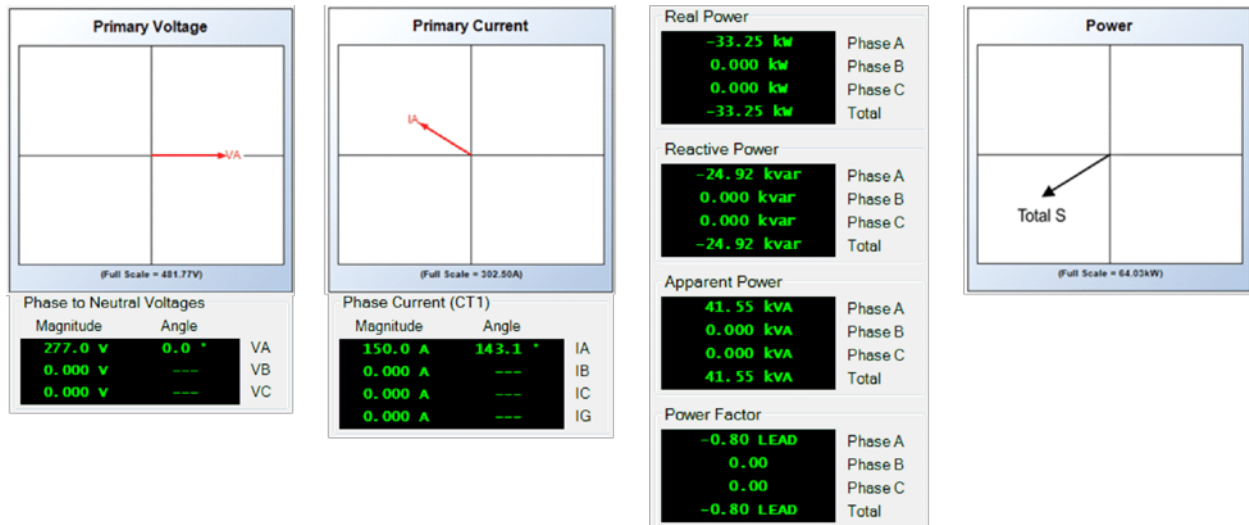 Primary Voltage
VA
(Full Scale = 481.77V)
Phase to Neutral Voltages
Magnitude Angle
277.0 V 0.0 ° VA
0.000 V --- VB
0.000 V --- VC
Primary Current
IA
(Full Scale = 302.50A)
Phase Current (CT1)
Magnitude Angle
150.0 A 143.1 ° IA
0.000 A --- IB
0.000 A --- IC
0.000 A --- IG
Real Power
-33.25 kW Phase A
0.000 kW Phase B
0.000 kW Phase C
-33.25 kW Total
Reactive Power
-24.92 kvar Phase A
0.000 kvar Phase B
0.000 kvar Phase C
-24.92 kvar Total
Apparent Power
41.55 kVA Phase A
0.000 kVA Phase B
0.000 kVA Phase C
41.55 kVA Total
Power Factor
-0.80 LEAD Phase A
0.00 Phase B
0.00 Phase C
-0.80 LEAD Total
Power
Total S
(Full Scale = 64.03kW)